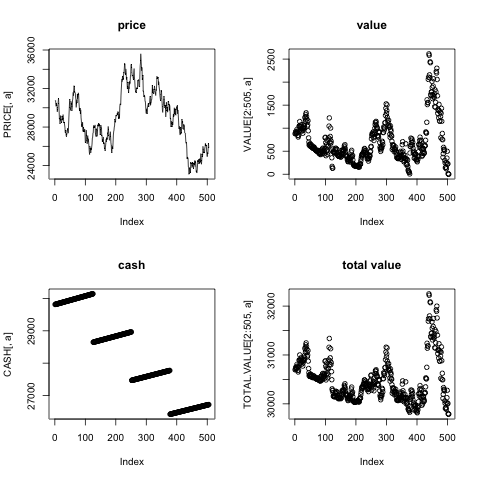 price
PRICE[, a]
24000 28000 32000 36000
0 100 200 300 400 500
Index
value
VALUE[2:505, a]
0 500 1500 2500
0 100 200 300 400 500
Index
cash
CASH[, a]
27000 29000
0 100 200 300 400 500
Index
total value
TOTAL.VALUE[2:505, a]
30000 32000
0 100 200 300 400 500
Index